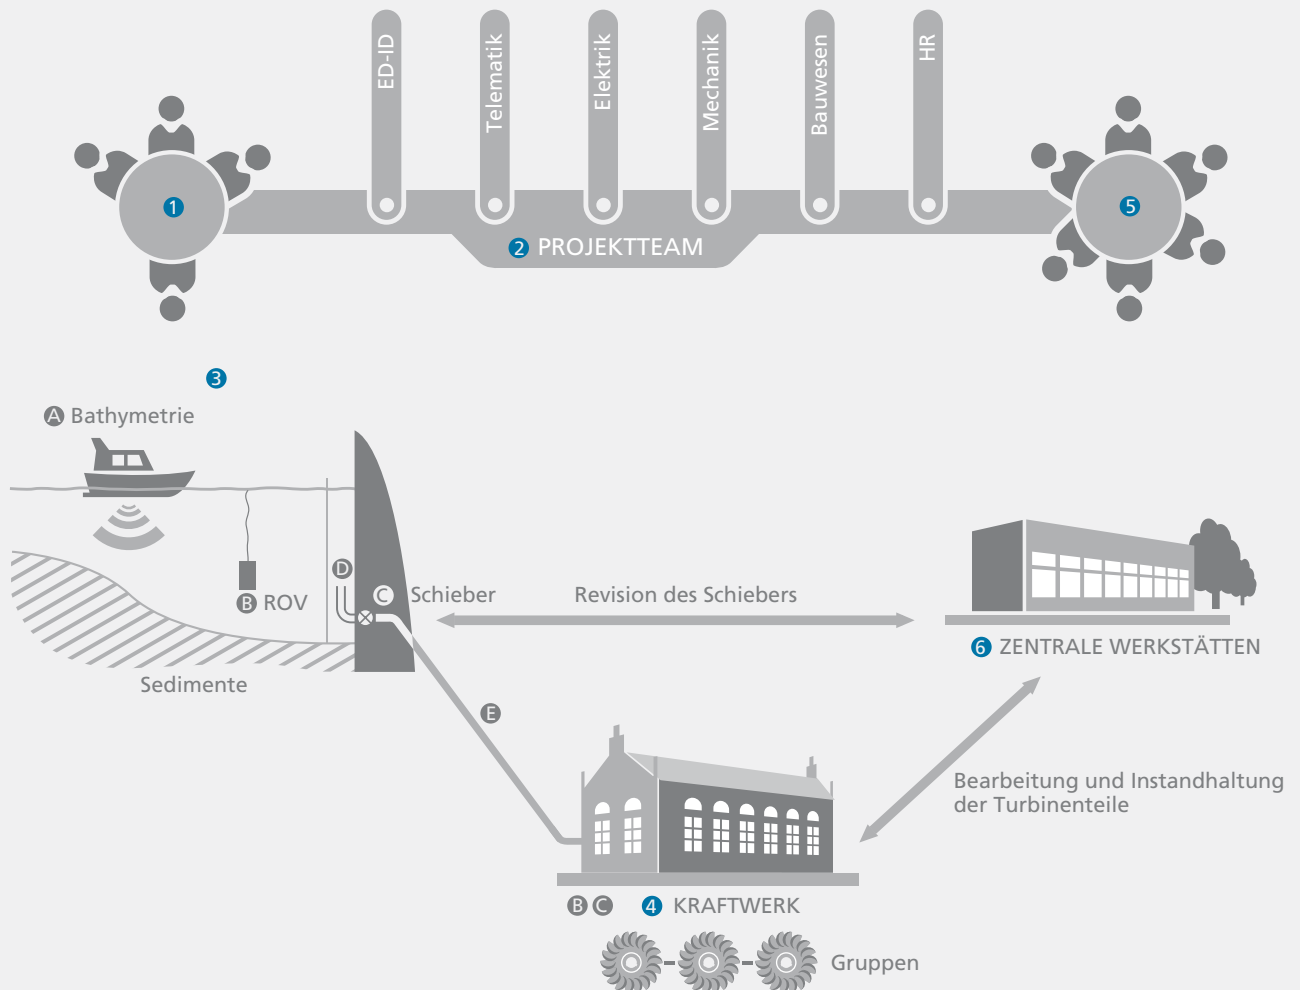 ED-ID
Telematik
Elektrik
Mechanik
Bauwesen
HR
1
2 PROJEKTTEAM
5
3
A Bathymetrie
D
B ROV
C Schieber
Revision des Schiebers
6 ZENTRALE WERKSTÄTTEN
Sedimente
E
Bearbeitung und Instandhaltung
der Turbinenteile
B C 4 KRAFTWERK
Gruppen